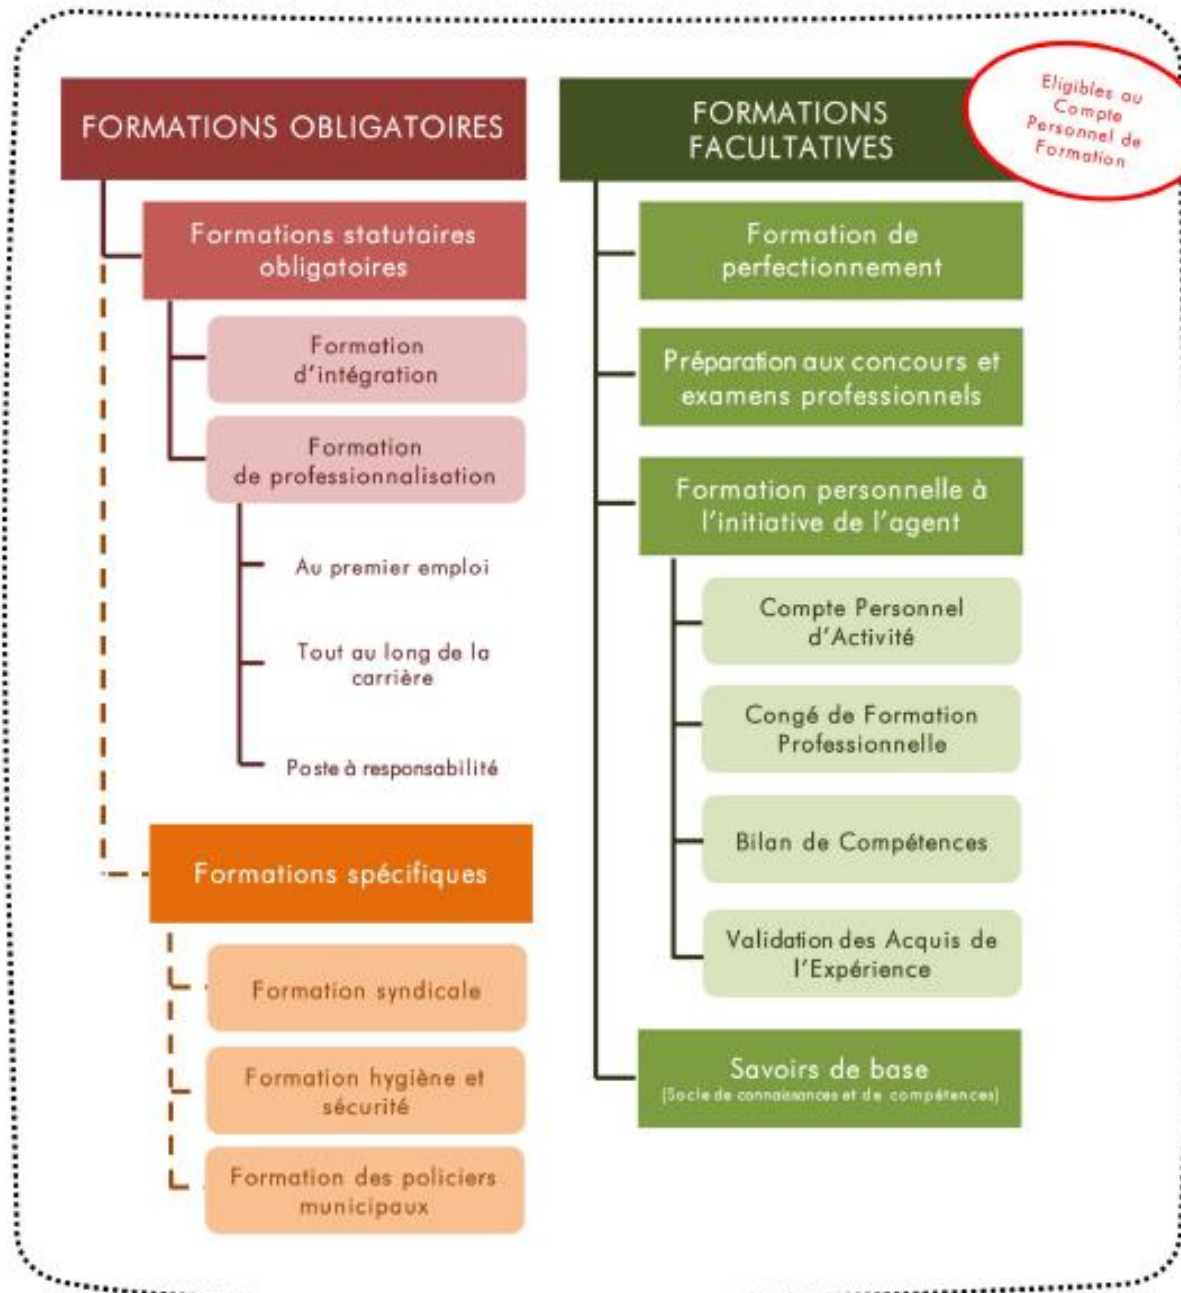 FORMATIONS OBLIGATOIRES
Formations statutaires
obligatoires
Formation
d'intégration
Formation
de professionnalisation
Au premier emploi
Tout au long de la
carrière
Poste à responsabilité
Formations spécifiques
Formation syndicale
Formation hygiène et
sécurité
Formation des policiers
municipaux
FORMATIONS
FACULTATIVES
Eligibles au
Compte
Personnel de
Formation
Formation de
perfectionnement
Préparation aux concours et
examens professionnels
Formation personnelle à
l'initiative de l'agent
Compte Personnel
d'Activité
Congé de Formation
Professionnelle
Bilan de Compétences
Validation des Acquis de
l'Expérience
Savoirs de base
(Socle de connaissances et de compétences)